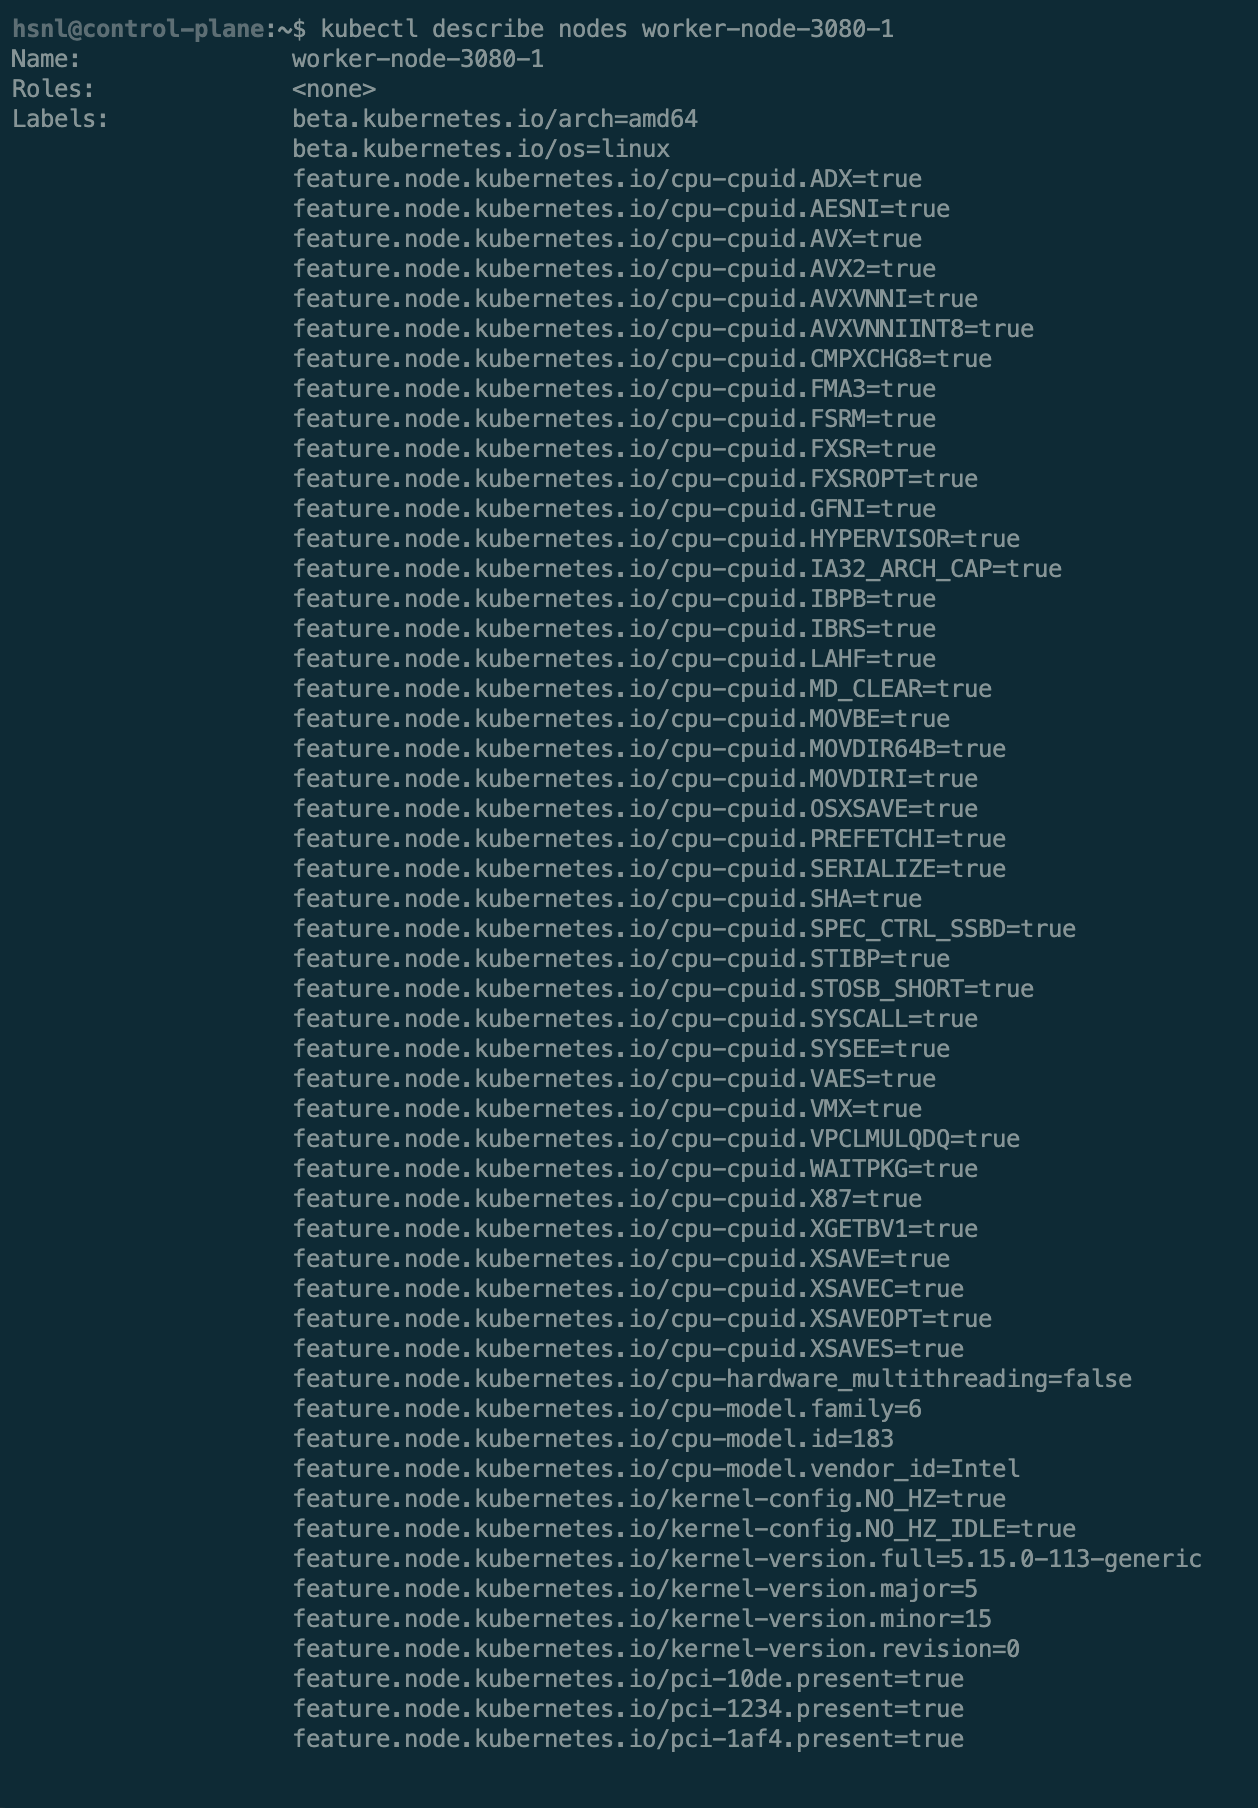 hsnl@control-plane:~$ kubectl describe nodes worker-node-3080-1
Name: worker-node-3080-1
Roles: <none>
Labels: beta.kubernetes.io/arch=amd64
beta.kubernetes.io/os=linux
feature.node.kubernetes.io/cpu-cpuid.ADX=true
feature.node.kubernetes.io/cpu-cpuid.AESNI=true
feature.node.kubernetes.io/cpu-cpuid.AVX=true
feature.node.kubernetes.io/cpu-cpuid.AVX2=true
feature.node.kubernetes.io/cpu-cpuid.AVXVNNI=true
feature.node.kubernetes.io/cpu-cpuid.AVXVNNIINT8=true
feature.node.kubernetes.io/cpu-cpuid.CMPXCHG8=true
feature.node.kubernetes.io/cpu-cpuid.FMA3=true
feature.node.kubernetes.io/cpu-cpuid.FSRM=true
feature.node.kubernetes.io/cpu-cpuid.FXSR=true
feature.node.kubernetes.io/cpu-cpuid.FXSROPT=true
feature.node.kubernetes.io/cpu-cpuid.GFNI=true
feature.node.kubernetes.io/cpu-cpuid.HYPERVISOR=true
feature.node.kubernetes.io/cpu-cpuid.IA32_ARCH_CAP=true
feature.node.kubernetes.io/cpu-cpuid.IBPB=true
feature.node.kubernetes.io/cpu-cpuid.IBRS=true
feature.node.kubernetes.io/cpu-cpuid.LAHF=true
feature.node.kubernetes.io/cpu-cpuid.MD_CLEAR=true
feature.node.kubernetes.io/cpu-cpuid.MOVBE=true
feature.node.kubernetes.io/cpu-cpuid.MOVDIR64B=true
feature.node.kubernetes.io/cpu-cpuid.MOVDIRI=true
feature.node.kubernetes.io/cpu-cpuid.OSXSAVE=true
feature.node.kubernetes.io/cpu-cpuid.PREFETCHI=true
feature.node.kubernetes.io/cpu-cpuid.SERIALIZE=true
feature.node.kubernetes.io/cpu-cpuid.SHA=true
feature.node.kubernetes.io/cpu-cpuid.SPEC_CTRL_SSBD=true
feature.node.kubernetes.io/cpu-cpuid.STIBP=true
feature.node.kubernetes.io/cpu-cpuid.STOSB_SHORT=true
feature.node.kubernetes.io/cpu-cpuid.SYSCALL=true
feature.node.kubernetes.io/cpu-cpuid.SYSEE=true
feature.node.kubernetes.io/cpu-cpuid.VAES=true
feature.node.kubernetes.io/cpu-cpuid.VMX=true
feature.node.kubernetes.io/cpu-cpuid.VPCLMULQDQ=true
feature.node.kubernetes.io/cpu-cpuid.WAITPKG=true
feature.node.kubernetes.io/cpu-cpuid.X87=true
feature.node.kubernetes.io/cpu-cpuid.XGETBV1=true
feature.node.kubernetes.io/cpu-cpuid.XSAVE=true
feature.node.kubernetes.io/cpu-cpuid.XSAVEC=true
feature.node.kubernetes.io/cpu-cpuid.XSAVEOPT=true
feature.node.kubernetes.io/cpu-cpuid.XSAVES=true
feature.node.kubernetes.io/cpu-hardware_multithreading=false
feature.node.kubernetes.io/cpu-model.family=6
feature.node.kubernetes.io/cpu-model.id=183
feature.node.kubernetes.io/cpu-model.vendor_id=Intel
feature.node.kubernetes.io/kernel-config.NO_HZ=true
feature.node.kubernetes.io/kernel-config.NO_HZ_IDLE=true
feature.node.kubernetes.io/kernel-version.full=5.15.0-113-generic
feature.node.kubernetes.io/kernel-version.major=5
feature.node.kubernetes.io/kernel-version.minor=15
feature.node.kubernetes.io/kernel-version.revision=0
feature.node.kubernetes.io/pci-10de.present=true
feature.node.kubernetes.io/pci-1234.present=true
feature.node.kubernetes.io/pci-1af4.present=true